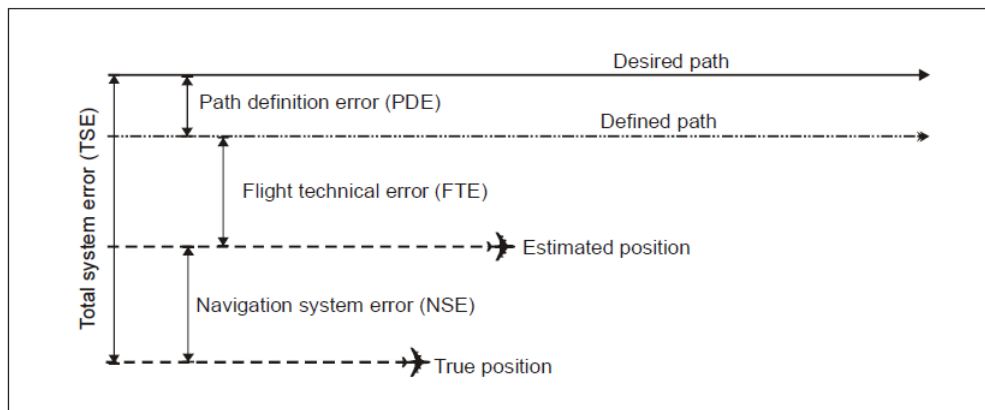 Desired path
Path definition error (PDE)
Defined path
Total system error (TSE)
Flight technical error (FTE)
Estimated position
Navigation system error (NSE)
True position